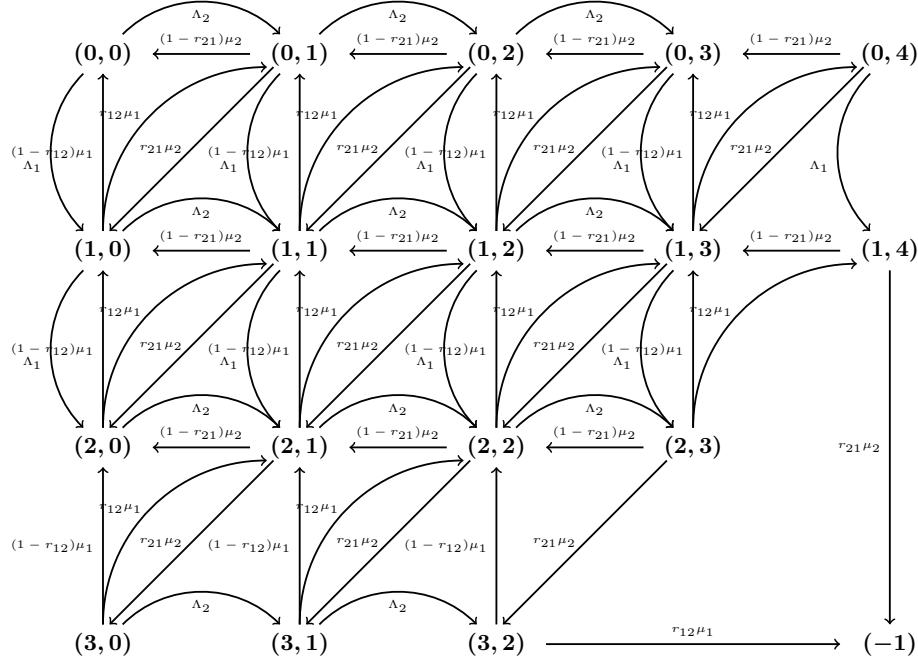 Λ₂ Λ₂ Λ₂
(0, 0) (1 − r₂₁)μ₂ (0, 1) (1 − r₂₁)μ₂ (0, 2) (1 − r₂₁)μ₂ (0, 3) (1 − r₂₁)μ₂ (0, 4)
r₁₂μ₁ r₁₂μ₁ r₁₂μ₁ r₁₂μ₁
(1 − r₁₂)μ₁ r₂₁μ₂ (1 − r₁₂)μ₁ r₂₁μ₂ (1 − r₁₂)μ₁ r₂₁μ₂ (1 − r₁₂)μ₁ r₂₁μ₂
Λ₁ Λ₁ Λ₁ Λ₁ Λ₁
Λ₂ Λ₂ Λ₂
(1, 0) (1 − r₂₁)μ₂ (1, 1) (1 − r₂₁)μ₂ (1, 2) (1 − r₂₁)μ₂ (1, 3) (1 − r₂₁)μ₂ (1, 4)
r₁₂μ₁ r₁₂μ₁ r₁₂μ₁ r₁₂μ₁
(1 − r₁₂)μ₁ r₂₁μ₂ (1 − r₁₂)μ₁ r₂₁μ₂ (1 − r₁₂)μ₁ r₂₁μ₂ (1 − r₁₂)μ₁
Λ₁ Λ₁ Λ₁ Λ₁
Λ₂ Λ₂ Λ₂
(2, 0) (1 − r₂₁)μ₂ (2, 1) (1 − r₂₁)μ₂ (2, 2) (1 − r₂₁)μ₂ (2, 3) r₂₁μ₂
r₁₂μ₁ r₁₂μ₁
(1 − r₁₂)μ₁ r₂₁μ₂ (1 − r₁₂)μ₁ r₂₁μ₂ (1 − r₁₂)μ₁ r₂₁μ₂
Λ₂ Λ₂
(3, 0) (3, 1) (3, 2) r₁₂μ₁ (−1)